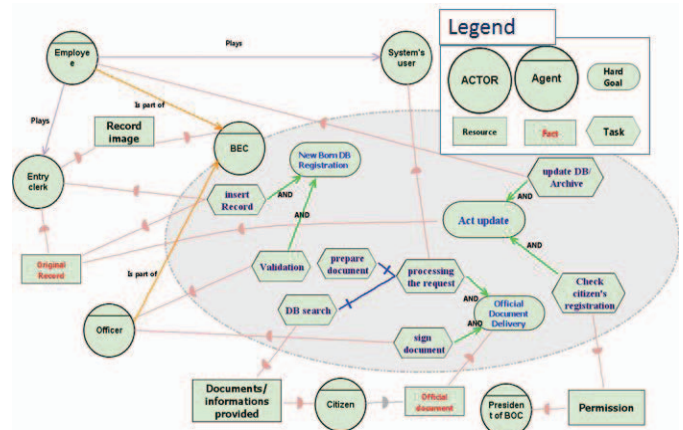 Legend
Employe
e
Plays
System's
user
ACTOR
Agent
Hard
Goal
Resource
Fact
Task
Is part of
Plays
Record
image
BEC
New Born DB
Registration
Entry
clerk
insert
Record
AND
AND
update DB/
Archive
AND
Act update
AND
Original
Record
Is part of
Validation
prepare
document
processing
the request
Check
citizen's
registration
DB search
AND
Official
Document
Delivery
Officer
AND
sign
document
Documents/
informations
provided
Citizen
Official
document
Presiden
t of BOC
Permission